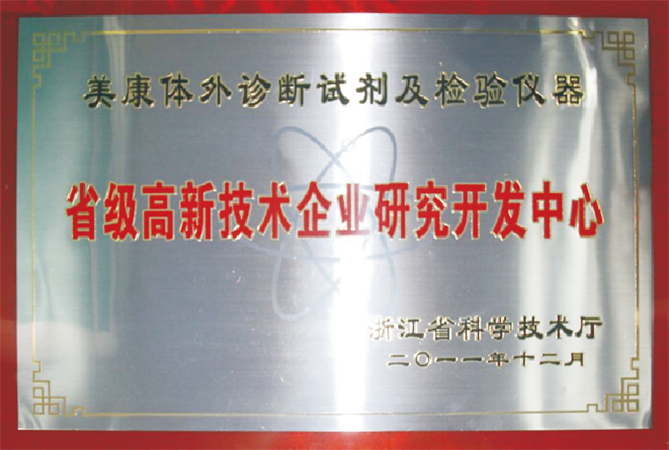 美康体外诊断试剂及检验仪器
省级高新技术企业研究开发中心
浙江省科学技术厅
二〇一一年十二月